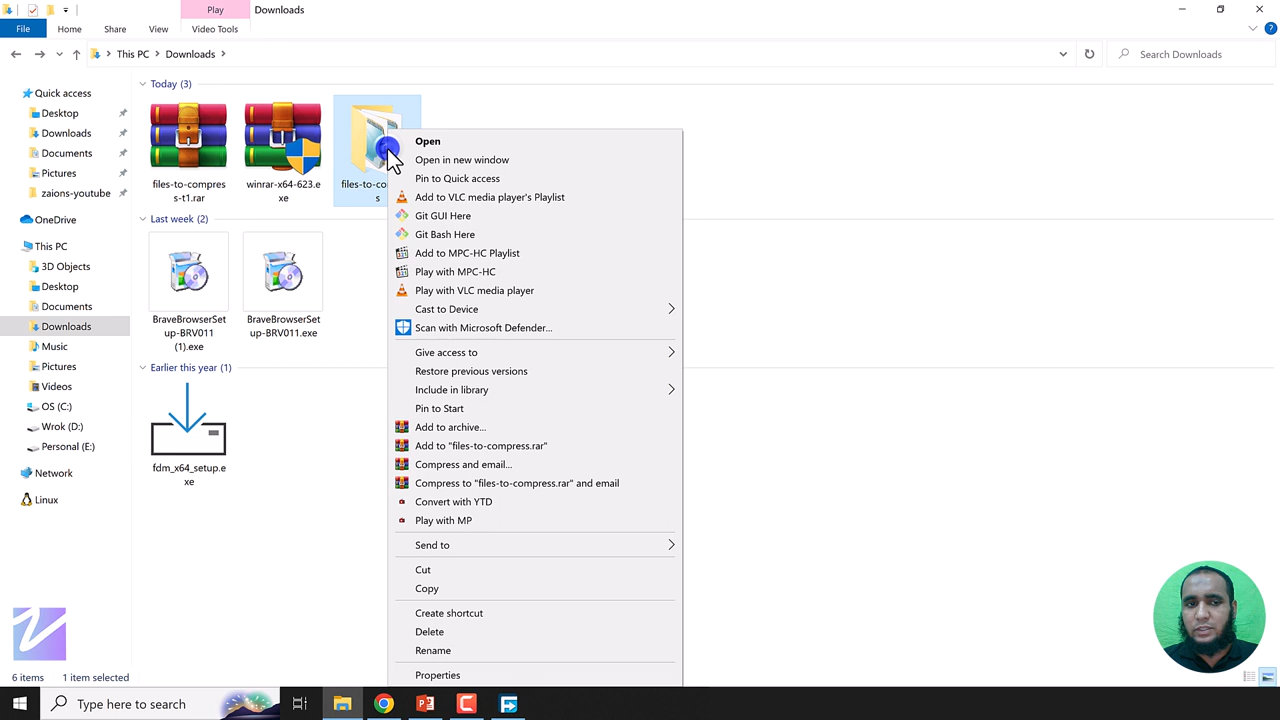 Play
Downloads
File
Home
Share
View
Video Tools
This PC
Downloads
Search Downloads
Quick access
Desktop
Downloads
Documents
Pictures
zaions-youtube
OneDrive
This PC
3D Objects
Desktop
Documents
Downloads
Music
Pictures
Videos
OS (C:)
Wrok (D:)
Personal (E:)
Network
Linux
Today (3)
files-to-compres
s-t1.rar
winrar-x64-623.e
xe
files-to-co
s
Last week (2)
BraveBrowserSet
up-BRV011
(1).exe
BraveBrowserSet
up-BRV011.exe
Earlier this year (1)
fdm_x64_setup.e
xe
Open
Open in new window
Pin to Quick access
Add to VLC media player's Playlist
Git GUI Here
Git Bash Here
Add to MPC-HC Playlist
Play with MPC-HC
Play with VLC media player
Cast to Device
Scan with Microsoft Defender...
Give access to
Restore previous versions
Include in library
Pin to Start
Add to archive...
Add to "files-to-compress.rar"
Compress and email...
Compress to "files-to-compress.rar" and email
Convert with YTD
Play with MP
Send to
Cut
Copy
Create shortcut
Delete
Rename
Properties
6 items
1 item selected
Type here to search